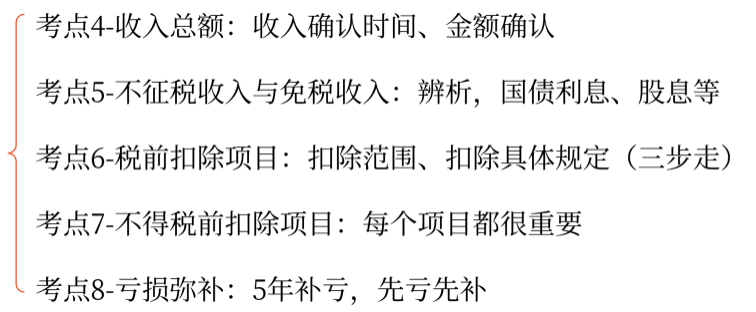 考点4-收入总额：收入确认时间、金额确认
考点5-不征税收入与免税收入：辨析，国债利息、股息等
考点6-税前扣除项目：扣除范围、扣除具体规定（三步走）
考点7-不得税前扣除项目：每个项目都很重要
考点8-亏损弥补：5年补亏，先亏先补